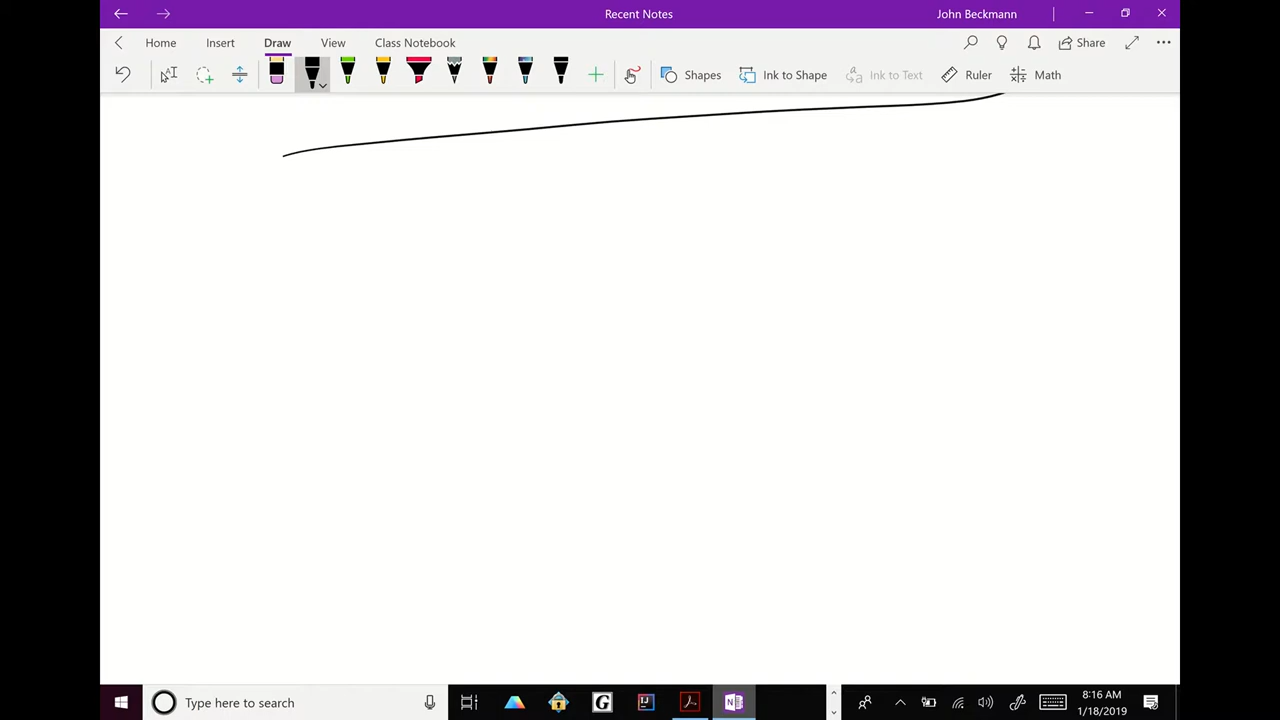 Recent Notes
John Beckmann
Home Insert Draw View Class Notebook
Share
Shapes Ink to Shape Ink to Text Ruler Math
Type here to search
G
IJ
N
8:16 AM
1/18/2019